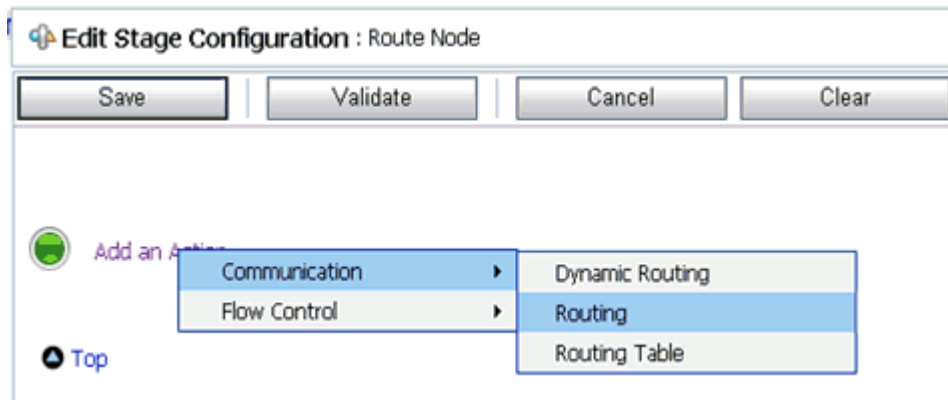 Edit Stage Configuration : Route Node
Save Validate Cancel Clear
Add an Action
Communication
Flow Control
Dynamic Routing
Routing
Routing Table
Top